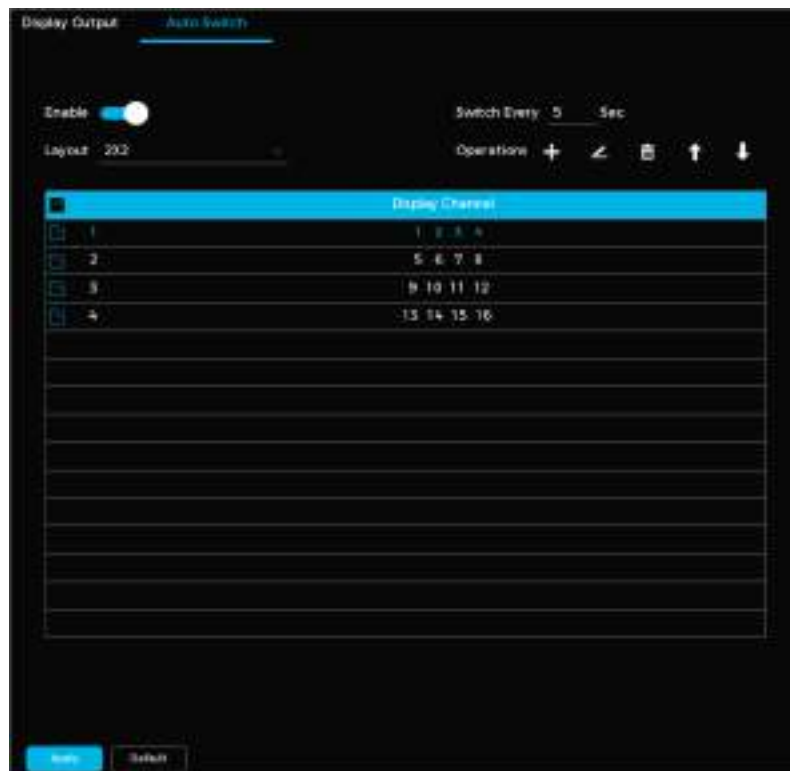 Display Output Auto Switch
Enable Switch Every 5 Sec
Layout 2X2 Operations
Display Channel
1 1 2 3 4
2 5 6 7 8
3 9 10 11 12
4 13 14 15 16
Apply Default